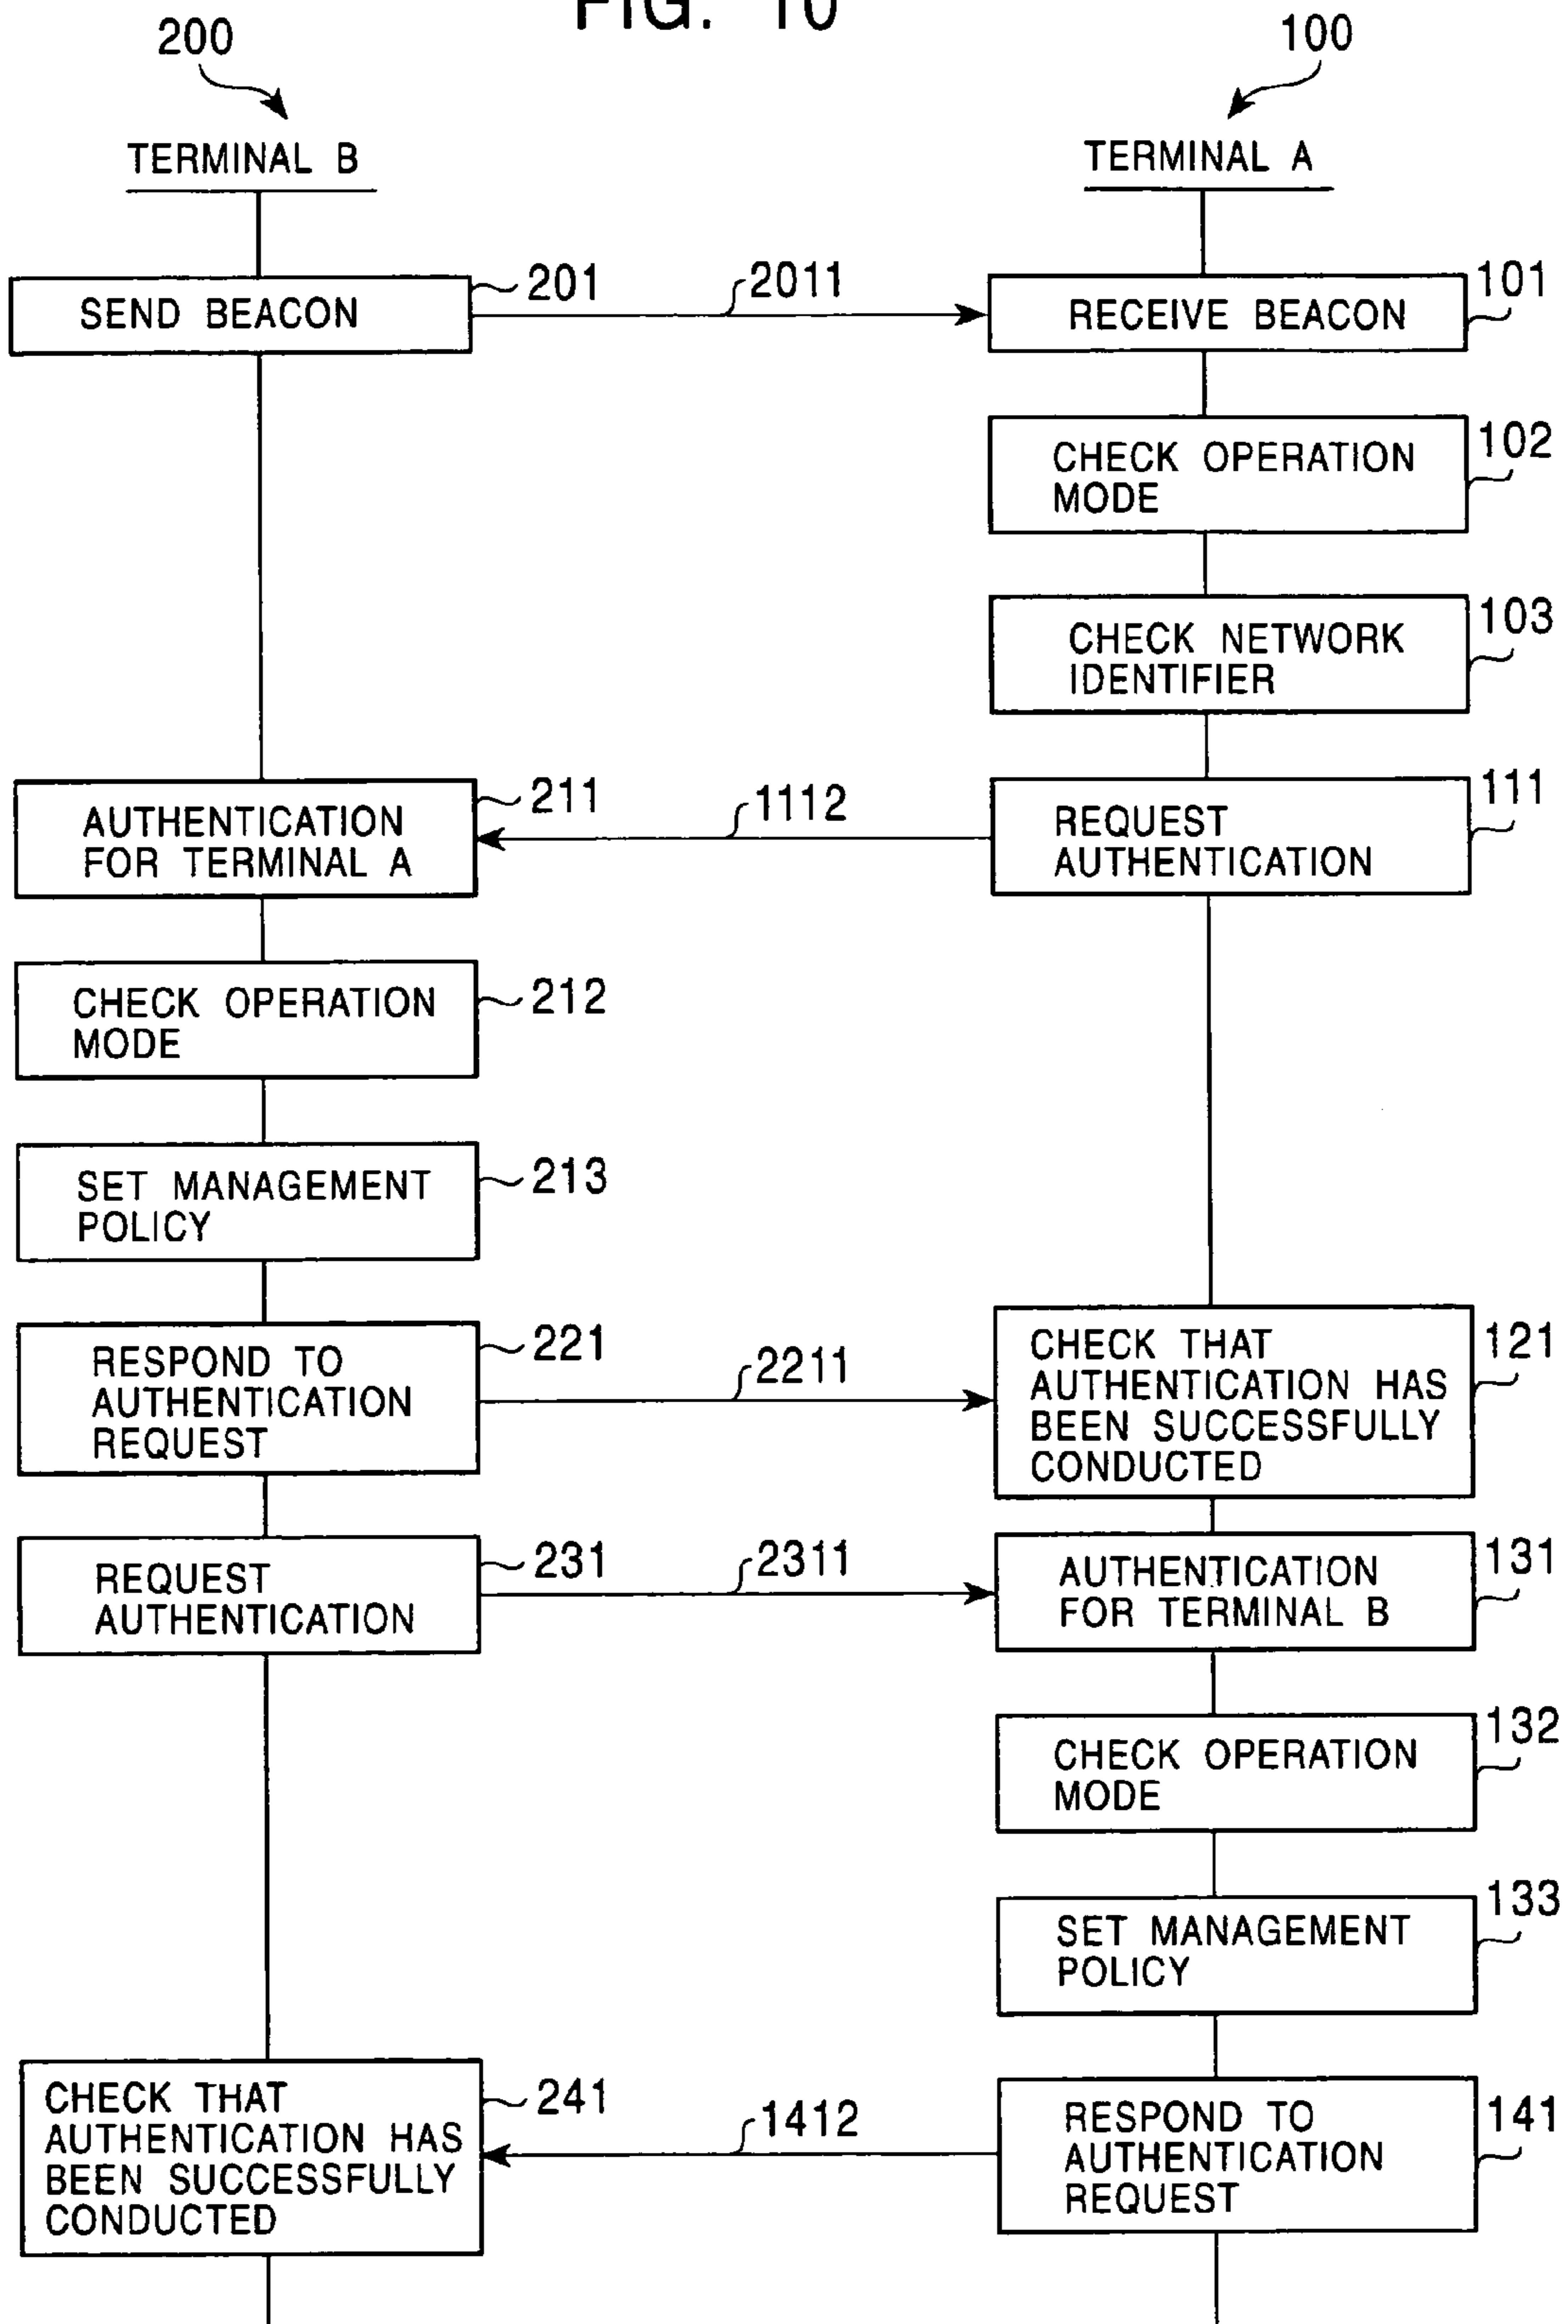 FIG. 10
200
100
TERMINAL B
TERMINAL A
SEND BEACON
201
2011
RECEIVE BEACON
101
CHECK OPERATION
MODE
102
CHECK NETWORK
IDENTIFIER
103
AUTHENTICATION
FOR TERMINAL A
211
1112
REQUEST
AUTHENTICATION
111
CHECK OPERATION
MODE
212
SET MANAGEMENT
POLICY
213
RESPOND TO
AUTHENTICATION
REQUEST
221
2211
CHECK THAT
AUTHENTICATION HAS
BEEN SUCCESSFULLY
CONDUCTED
121
REQUEST
AUTHENTICATION
231
2311
AUTHENTICATION
FOR TERMINAL B
131
CHECK OPERATION
MODE
132
SET MANAGEMENT
POLICY
133
CHECK THAT
AUTHENTICATION HAS
BEEN SUCCESSFULLY
CONDUCTED
241
1412
RESPOND TO
AUTHENTICATION
REQUEST
141